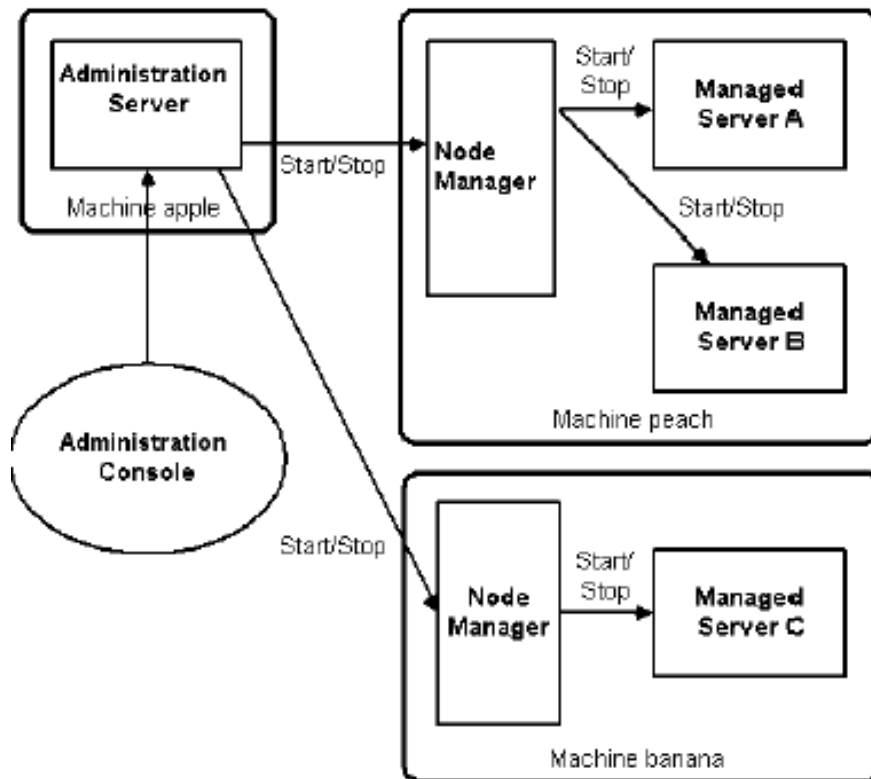 Administration
Server
Machine apple
Start/Stop
Node
Manager
Start/
Stop
Managed
Server A
Start/Stop
Managed
Server B
Machine peach
Administration
Console
Start/Stop
Node
Manager
Start/
Stop
Managed
Server C
Machine banana